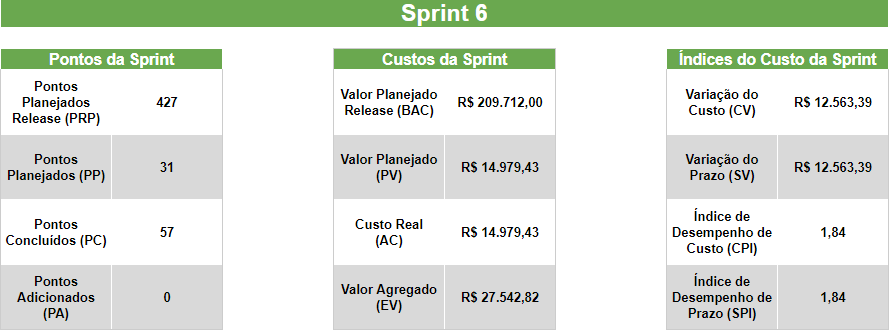 Sprint 6
Pontos da Sprint
Pontos
Planejados
Release (PRP)
427
Pontos
Planejados (PP)
31
Pontos
Concluídos (PC)
57
Pontos
Adicionados
(PA)
0
Custos da Sprint
Valor Planejado
Release (BAC)
R$ 209.712,00
Valor Planejado
(PV)
R$ 14.979,43
Custo Real
(AC)
R$ 14.979,43
Valor Agregado
(EV)
R$ 27.542,82
Índices do Custo da Sprint
Variação do
Custo (CV)
R$ 12.563,39
Variação do
Prazo (SV)
R$ 12.563,39
Índice de
Desempenho de
Custo (CPI)
1,84
Índice de
Desempenho de
Prazo (SPI)
1,84